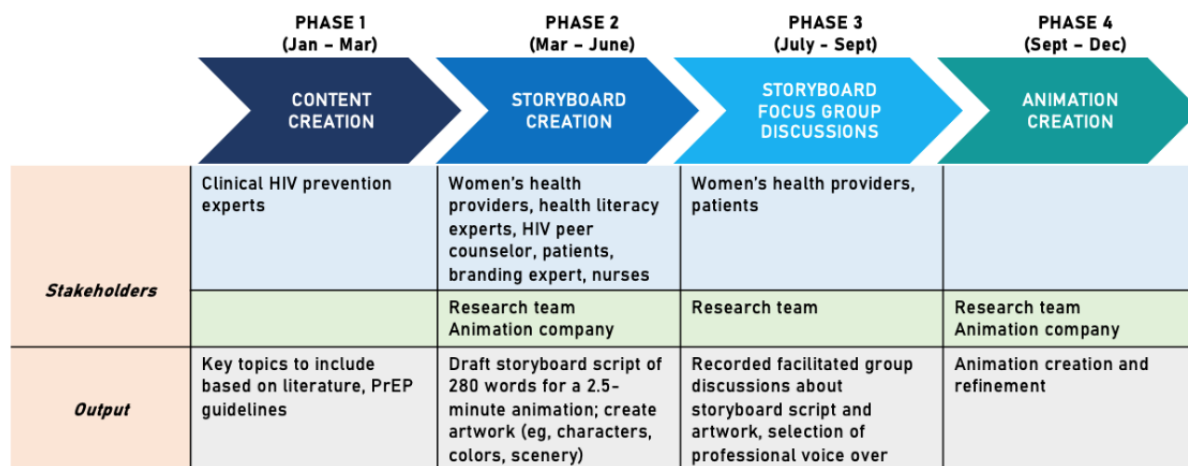 PHASE 1
(Jan – Mar)
PHASE 2
(Mar – June)
PHASE 3
(July - Sept)
PHASE 4
(Sept – Dec)
CONTENT
CREATION
STORYBOARD
CREATION
STORYBOARD
FOCUS GROUP
DISCUSSIONS
ANIMATION
CREATION
Stakeholders
Clinical HIV prevention
experts
Women's health
providers, health literacy
experts, HIV peer
counselor, patients,
branding expert, nurses
Women's health providers,
patients
Research team
Animation company
Research team
Research team
Animation company
Output
Key topics to include
based on literature, PrEP
guidelines
Draft storyboard script of
280 words for a 2.5-
minute animation; create
artwork (eg, characters,
colors, scenery)
Recorded facilitated group
discussions about
storyboard script and
artwork, selection of
professional voice over
Animation creation and
refinement